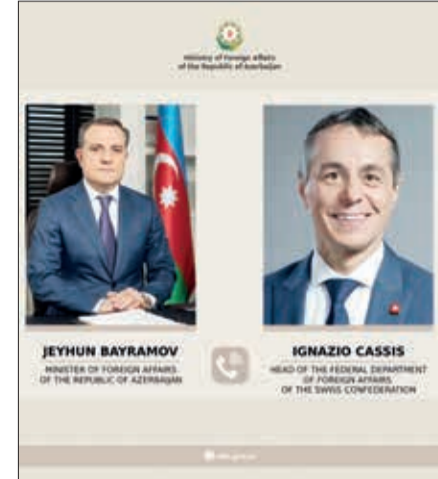 Ministry of Foreign Affairs
of the Republic of Azerbaijan
JEYHUN BAYRAMOV
MINISTER OF FOREIGN AFFAIRS
OF THE REPUBLIC OF AZERBAIJAN
IGNAZIO CASSIS
HEAD OF THE FEDERAL DEPARTMENT
OF FOREIGN AFFAIRS
OF THE SWISS CONFEDERATION